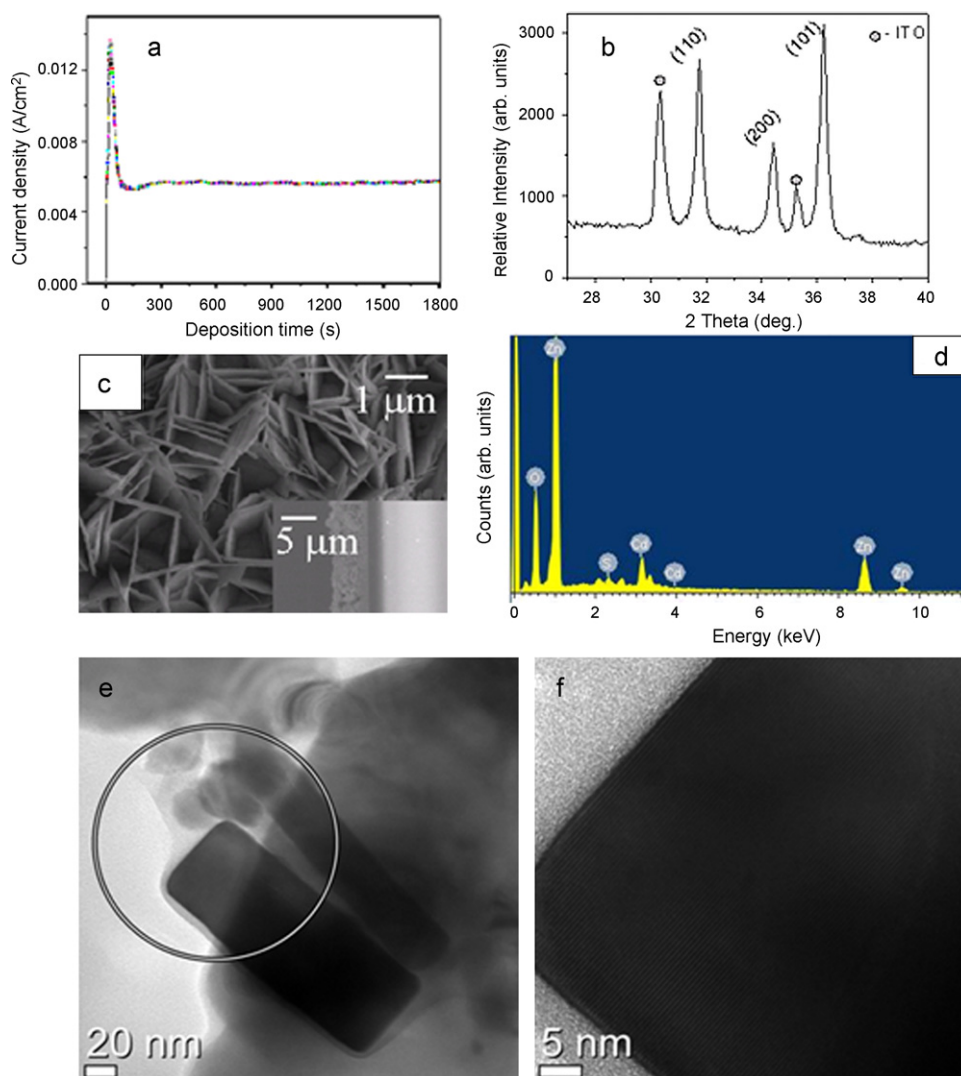 a
Current density (A/cm²)
0.012
0.008
0.004
0.000
0 300 600 900 1200 1500 1800
Deposition time (s)
b
Relative Intensity (arb. units)
3000
2000
1000
0
(110)
(200)
(101)
- ITO
28 30 32 34 36 38 40
2 Theta (deg.)
c
1 μm
5 μm
d
Counts (arb. units)
Zn
O
S
Cd
Cd
Zn
Zn
0 2 4 6 8 10
Energy (keV)
e
20 nm
f
5 nm